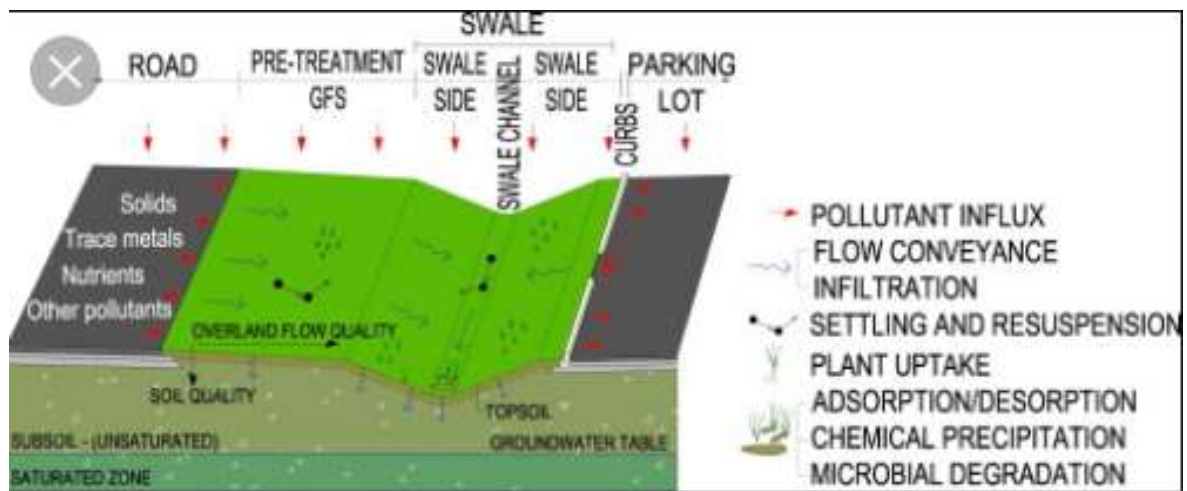 SWALE
ROAD
PRE-TREATMENT
GFS
SWALE
SIDE
SWALE CHANNEL
SWALE
SIDE
CURBS
PARKING
LOT
Solids
Trace metals
Nutrients
Other pollutants
OVERLAND FLOW QUALITY
SOIL QUALITY
TOPSOIL
SUBSOIL - (UNSATURATED)
GROUNDWATER TABLE
SATURATED ZONE
POLLUTANT INFLUX
FLOW CONVEYANCE
INFILTRATION
SETTLING AND RESUSPENSION
PLANT UPTAKE
ADSORPTION/DESORPTION
CHEMICAL PRECIPITATION
MICROBIAL DEGRADATION